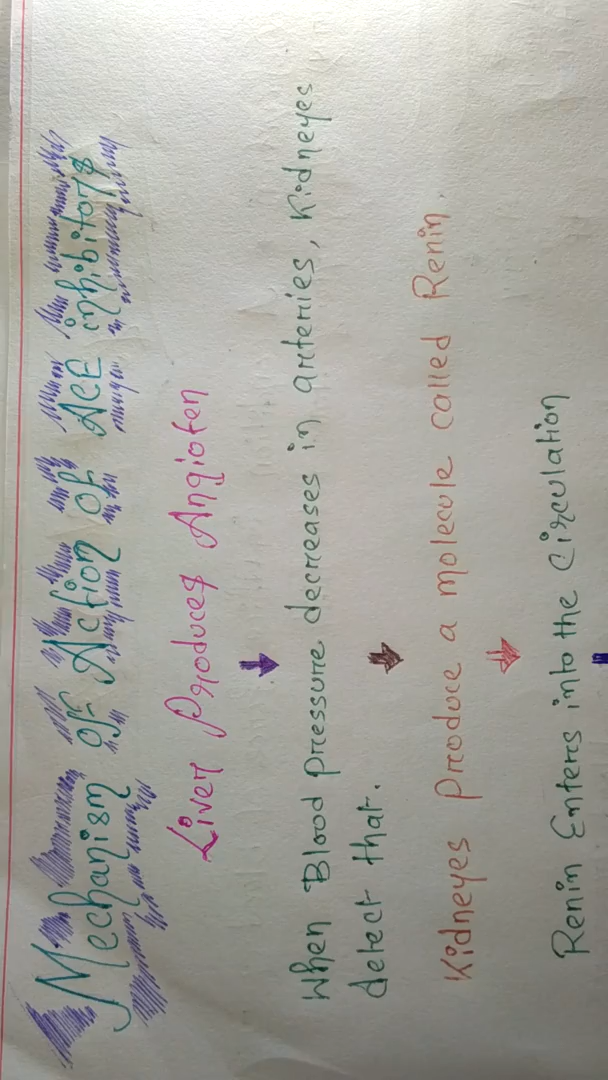 Mechanism of Action of ACE inhibitors
Liver Produces Angioten
When Blood pressure decreases in arteries, Kidneyes
detect that.
Kidneyes produce a molecule called Renin.
Renin Enters into the Circulation